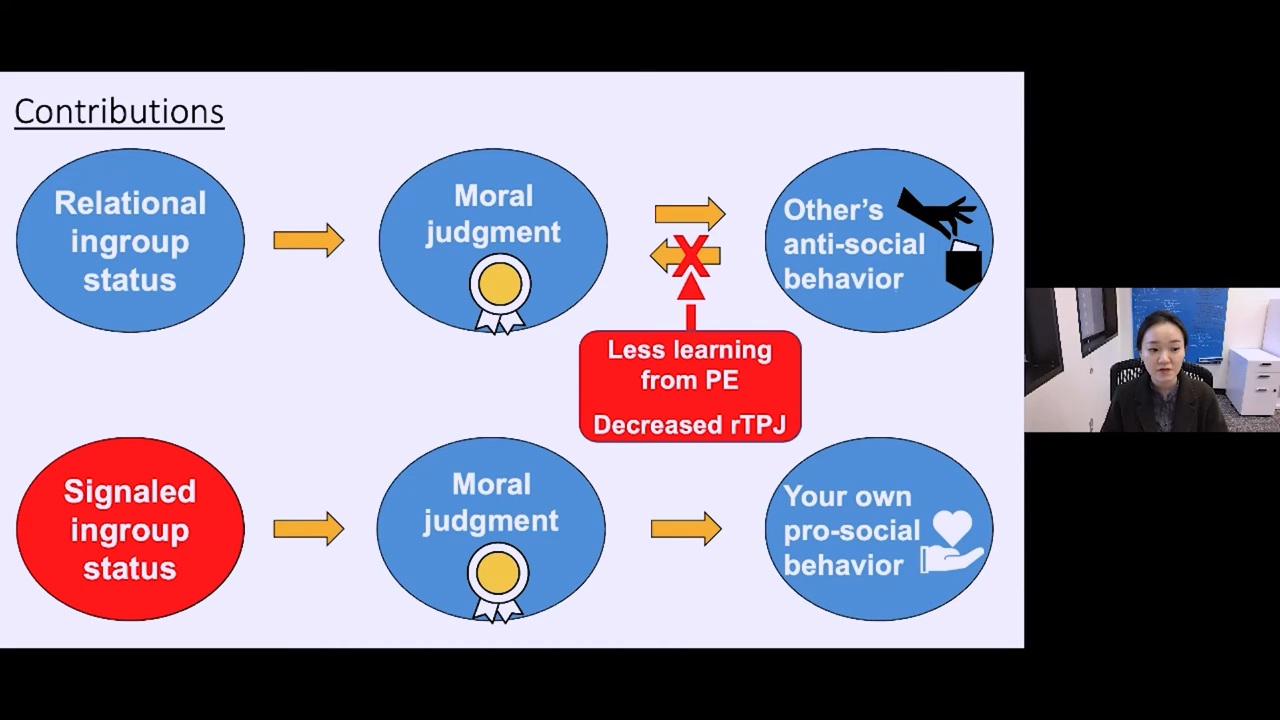 Contributions
Relational
ingroup
status
Moral
judgment
Other's
anti-social
behavior
X
Less learning
from PE
Decreased rTPJ
Signaled
ingroup
status
Moral
judgment
Your own
pro-social
behavior